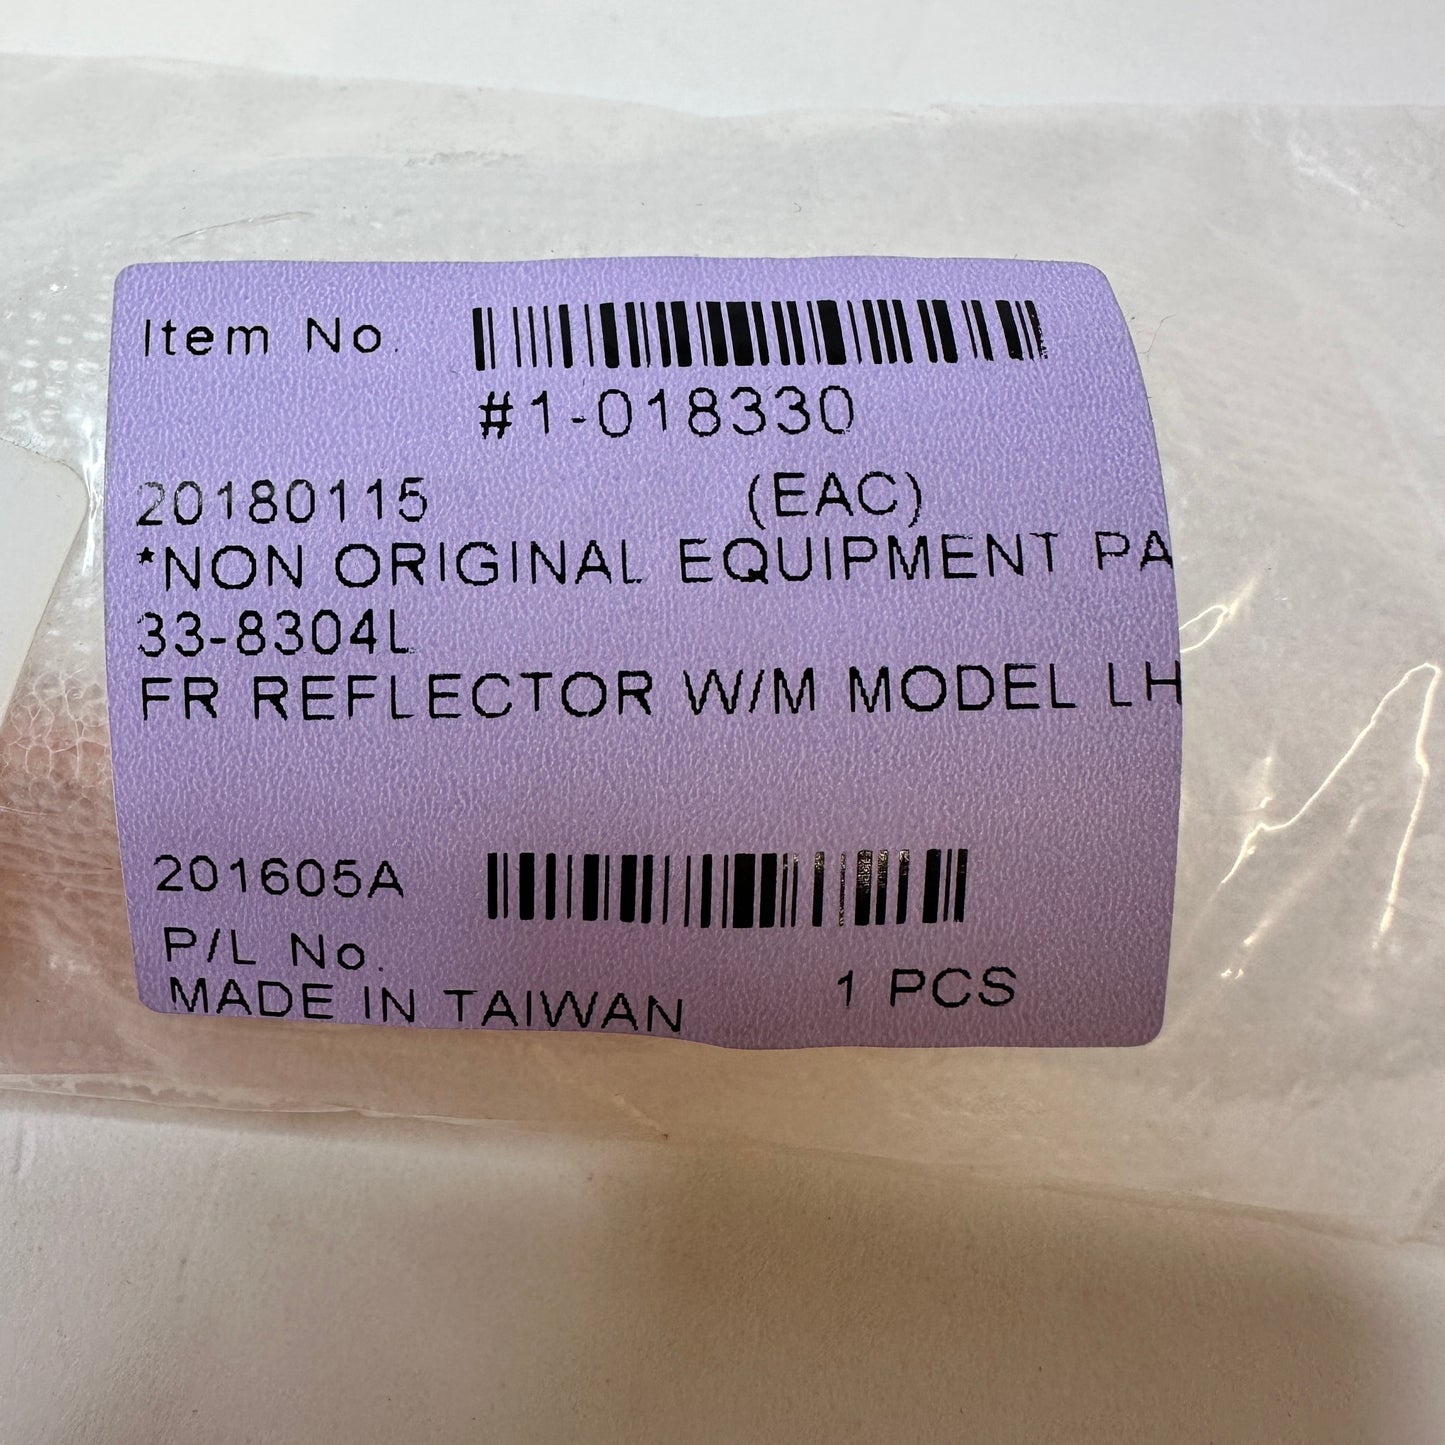 Item No.
#1-018330
20180115 (EAC)
*NON ORIGINAL EQUIPMENT PA
33-8304L
FR REFLECTOR W/M MODEL LH
201605A
P/L No.
MADE IN TAIWAN 1 PCS